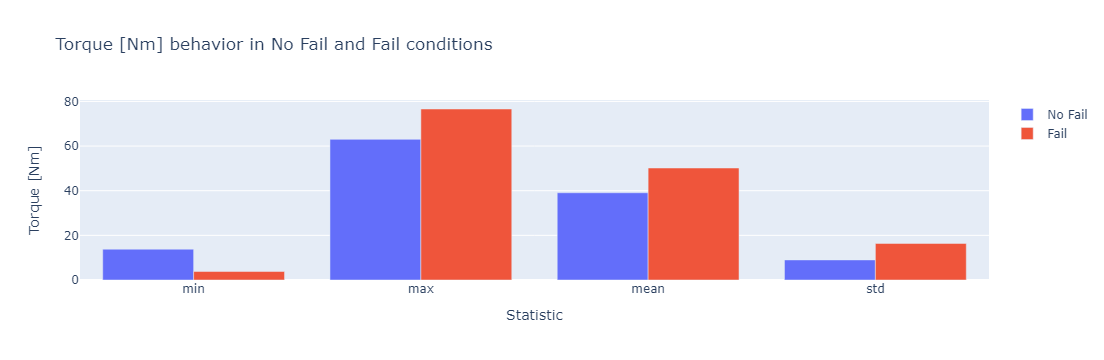 Torque [Nm] behavior in No Fail and Fail conditions
80
60
40
20
0
Torque [Nm]
min
max
mean
std
Statistic
No Fail
Fail